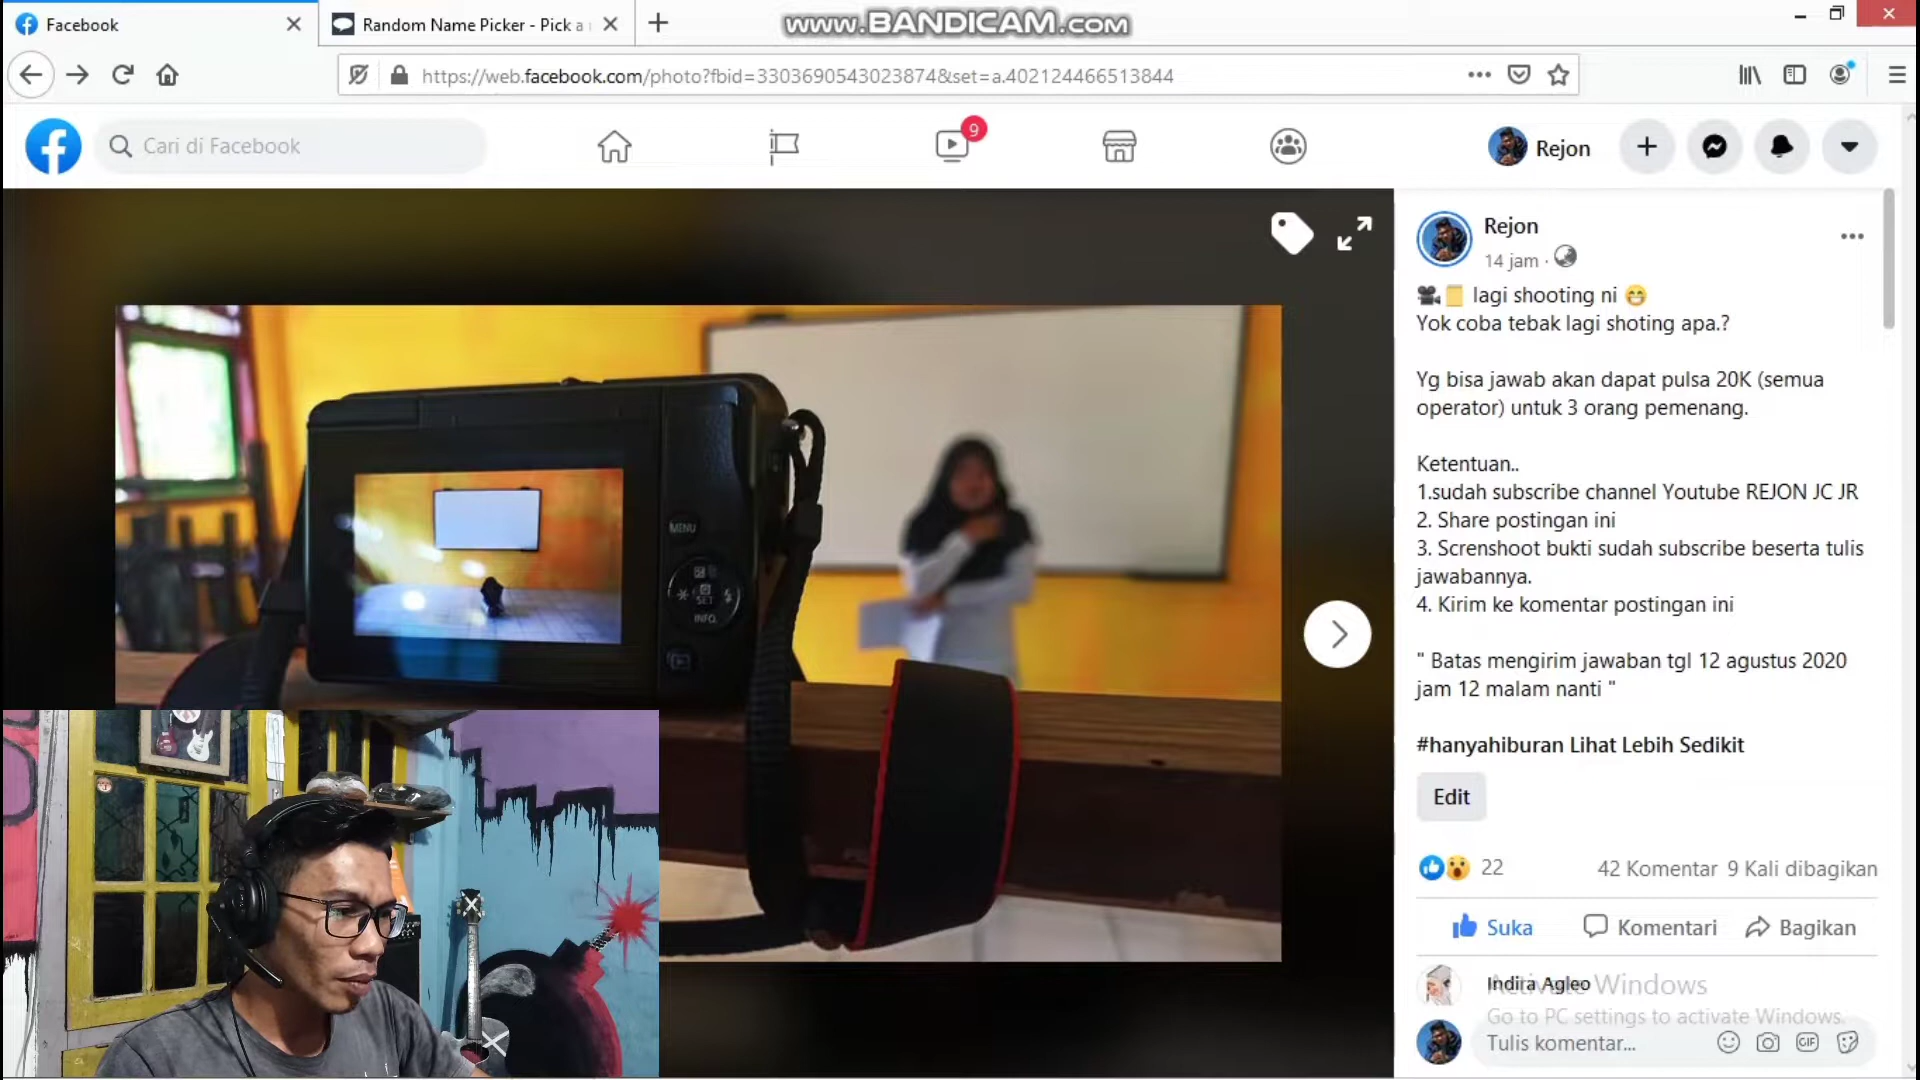 Facebook
Random Name Picker - Pick a
www.BANDICAM.com
https://web.facebook.com/photo?fbid=3303690543023874&set=a.402124466513844
Cari di Facebook
9
Rejon
Rejon
14 jam ·
lagi shooting ni 😁
Yok coba tebak lagi shoting apa.?
Yg bisa jawab akan dapat pulsa 20K (semua
operator) untuk 3 orang pemenang.
Ketentuan..
1.sudah subscribe channel Youtube REJON JC JR
2. Share postingan ini
3. Screnshoot bukti sudah subscribe beserta tulis
jawabannya.
4. Kirim ke komentar postingan ini
" Batas mengirim jawaban tgl 12 agustus 2020
jam 12 malam nanti "
#hanyahiburan Lihat Lebih Sedikit
Edit
22
42 Komentar 9 Kali dibagikan
Suka
Komentari
Bagikan
Indira Agleo
Activate Windows
Go to PC settings to activate Windows.
Tulis komentar...
GIF
MENU
SET
INFO.